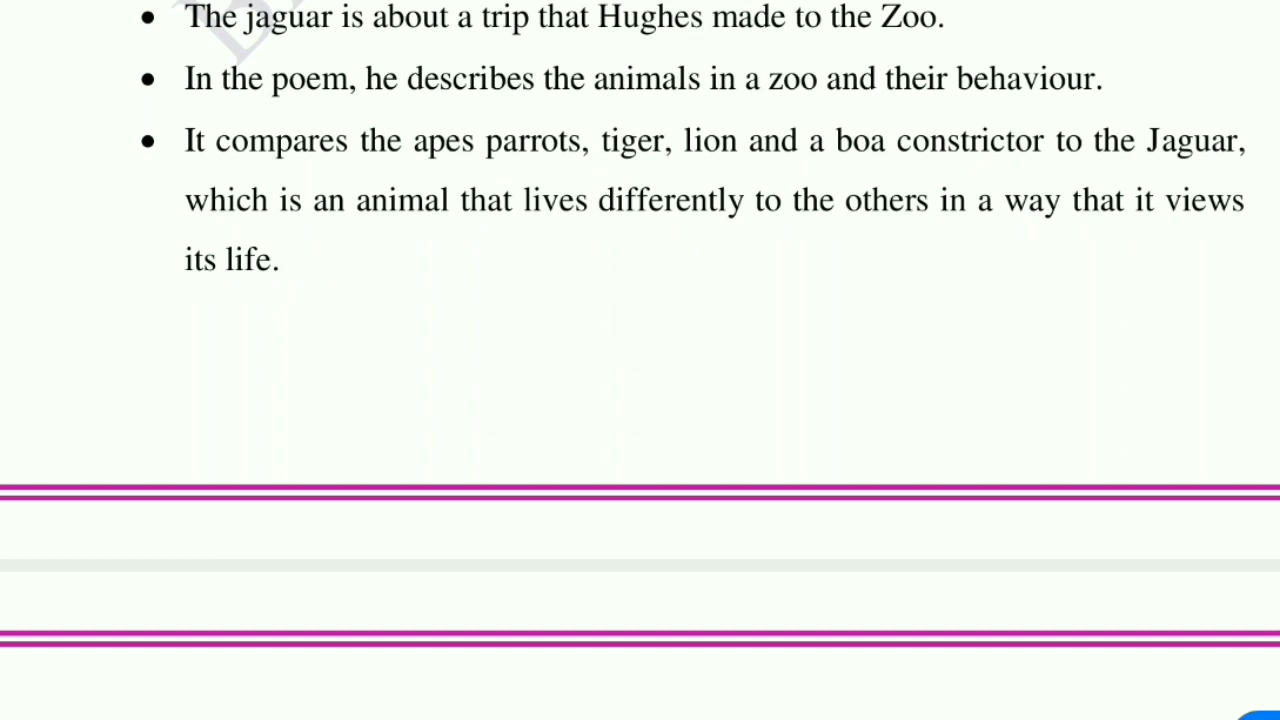 • The jaguar is about a trip that Hughes made to the Zoo.
• In the poem, he describes the animals in a zoo and their behaviour.
• It compares the apes parrots, tiger, lion and a boa constrictor to the Jaguar,
which is an animal that lives differently to the others in a way that it views
its life.